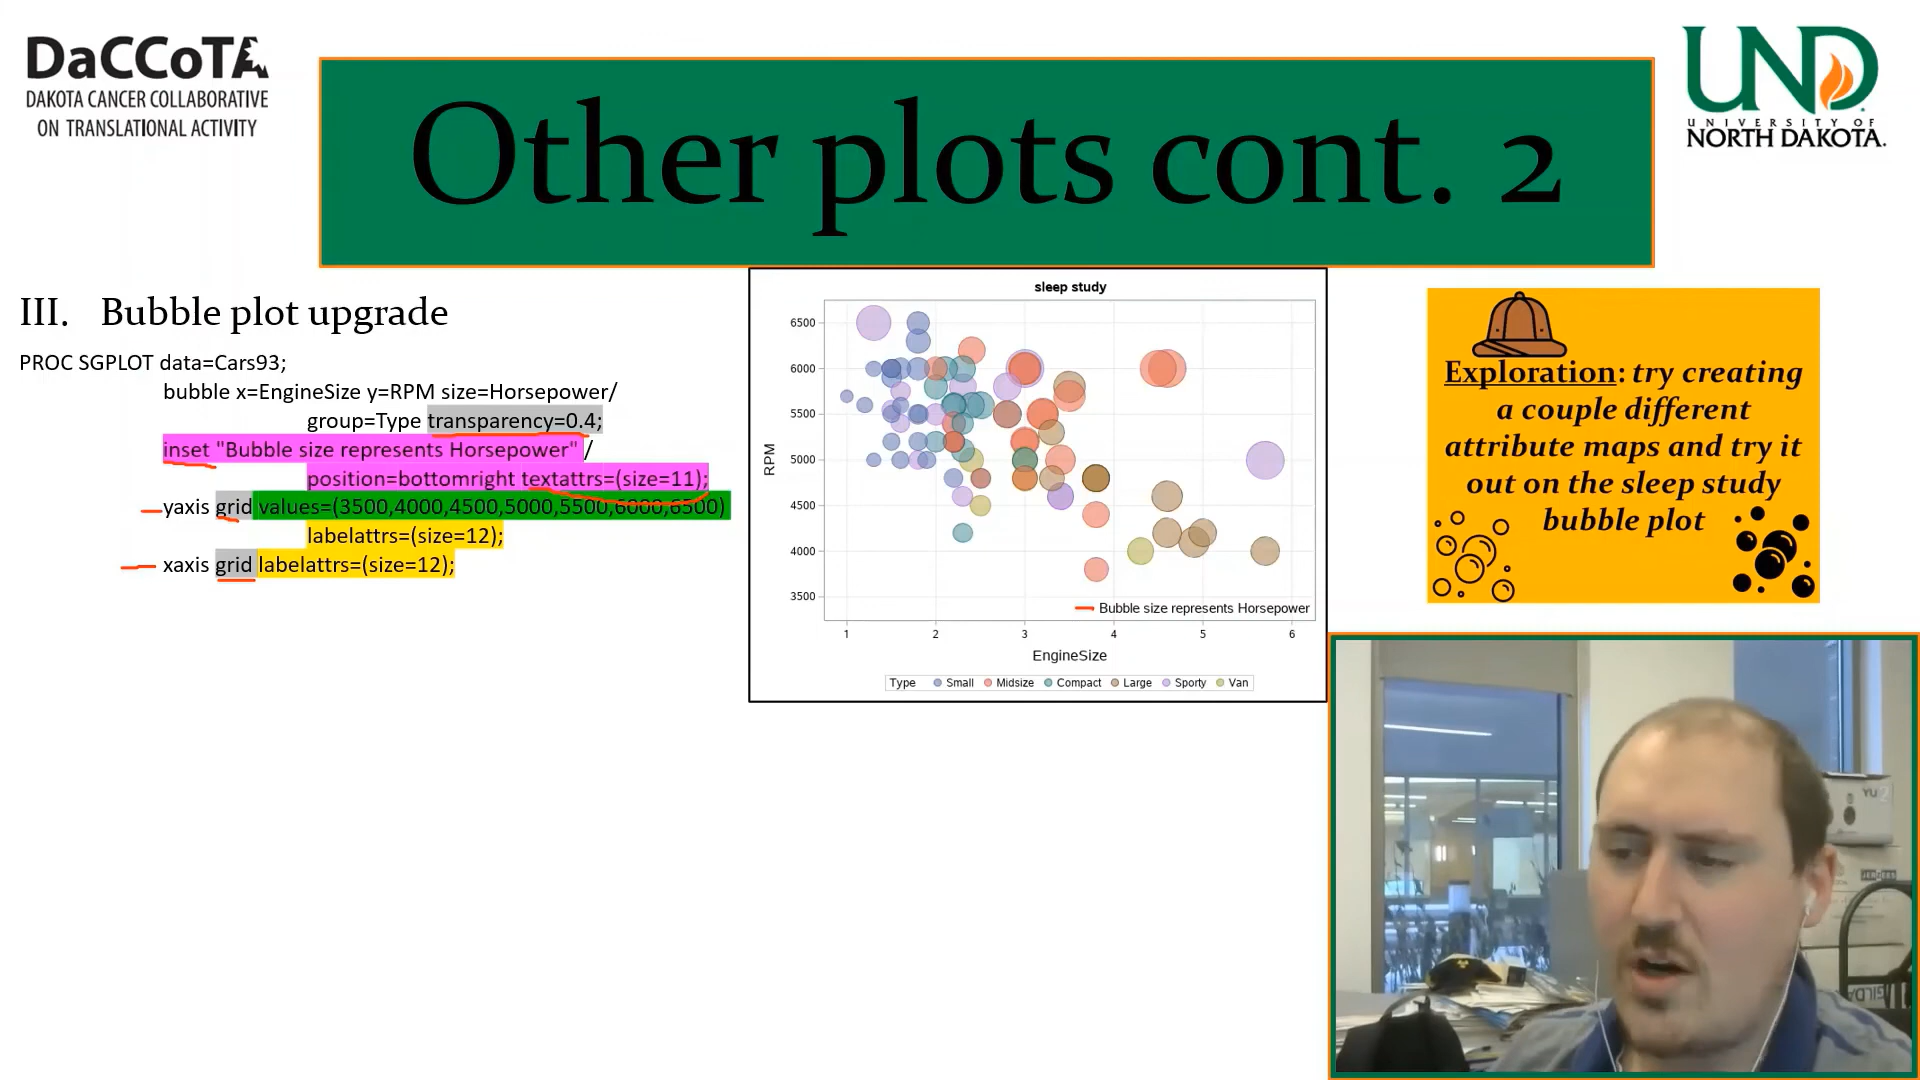 DaCCoTA
DAKOTA CANCER COLLABORATIVE
ON TRANSLATIONAL ACTIVITY
Other plots cont. 2
UND
UNIVERSITY OF
NORTH DAKOTA.
III. Bubble plot upgrade
PROC SGPLOT data=Cars93;
bubble x=EngineSize y=RPM size=Horsepower/
group=Type transparency=0.4;
inset "Bubble size represents Horsepower" /
position=bottomright textattrs=(size=11);
yaxis grid values=(3500,4000,4500,5000,5500,6000,6500)
labelattrs=(size=12);
xaxis grid labelattrs=(size=12);
sleep study
6500
6000
5500
5000
4500
4000
3500
RPM
Bubble size represents Horsepower
1 2 3 4 5 6
EngineSize
Type Small Midsize Compact Large Sporty Van
Exploration: try creating
a couple different
attribute maps and try it
out on the sleep study
bubble plot